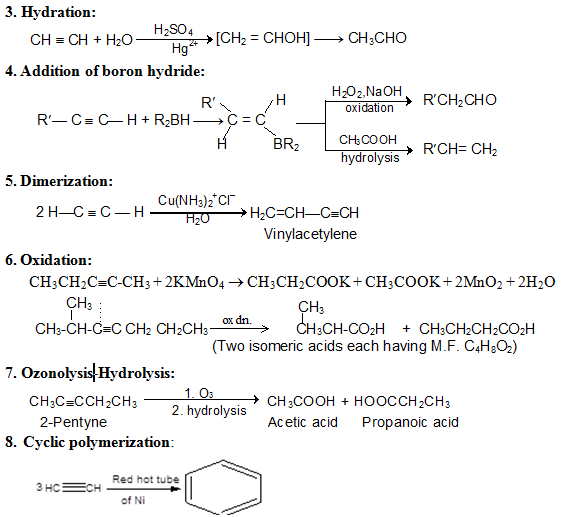 3. Hydration:
H₂SO₄
CH ≡ CH + H₂O ⟶ [CH₂ = CHOH] ⟶ CH₃CHO
Hg²⁺
4. Addition of boron hydride:
R′ H H₂O₂,NaOH
oxidation R′CH₂CHO
R′— C ≡ C— H + R₂BH ⟶ C = C
H BR₂ CH₃COOH
hydrolysis R′CH= CH₂
5. Dimerization:
Cu(NH₃)₂⁺Cl⁻
2 H—C ≡ C — H ⟶ H₂C=CH—C≡CH
H₂O
Vinylacetylene
6. Oxidation:
CH₃CH₂C≡C-CH₃ + 2KMnO₄ → CH₃CH₂COOK + CH₃COOK + 2MnO₂ + 2H₂O
CH₃ CH₃
CH₃-CH-C≡C CH₂ CH₂CH₃ ox dn. → CH₃CH-CO₂H + CH₃CH₂CH₂CO₂H
(Two isomeric acids each having M.F. C₄H₈O₂)
7. Ozonolysis-Hydrolysis:
1. O₃
CH₃C≡CCH₂CH₃ ⟶ CH₃COOH + HOOCCH₂CH₃
2. hydrolysis
2-Pentyne Acetic acid Propanoic acid
8. Cyclic polymerization:
3 HC≡CH Red hot tube
of Ni